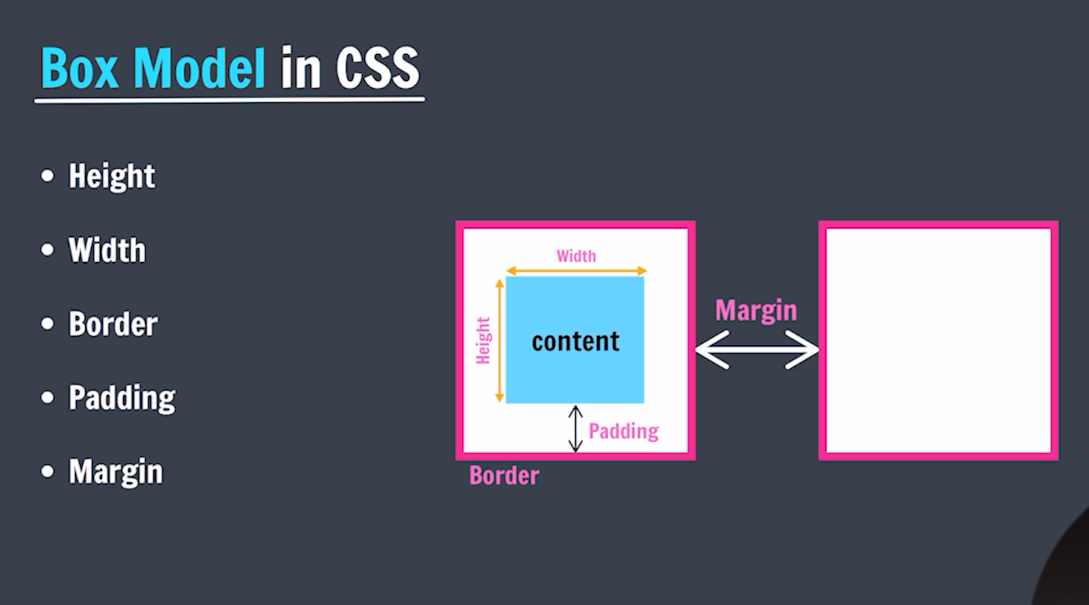 Box Model in CSS
• Height
• Width
• Border
• Padding
• Margin
Width
Height
content
Padding
Border
Margin